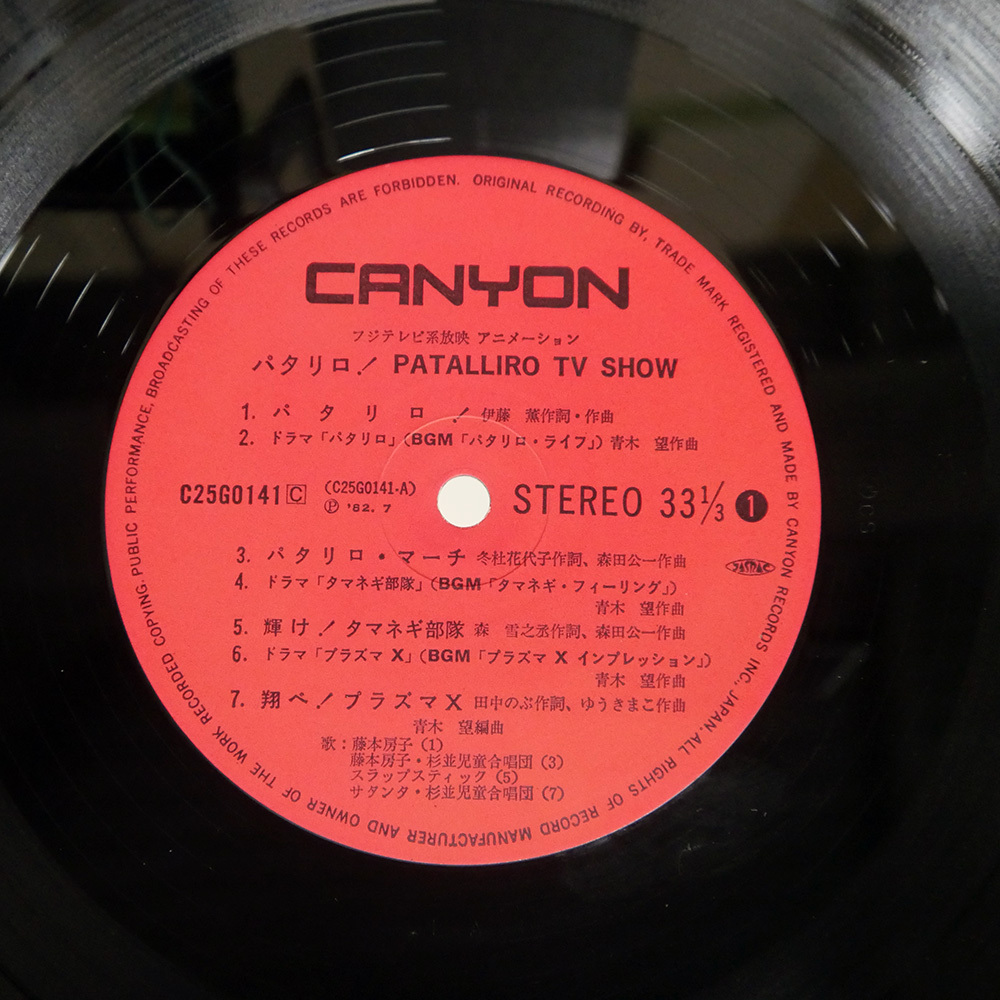 CANYON
フジテレビ系放映 アニメーション
パタリロ! PATALLIRO TV SHOW
1. パタリロ! 伊藤 薫作詞・作曲
2. ドラマ「パタリロ」(BGM「パタリロ・ライフ」) 青木 望作曲
C25G0141 C (C25G0141・A)
Ⓟ '82. 7
STEREO 33 1/3 1
3. パタリロ・マーチ 冬杜花代子作詞、森田公一作曲
JASRAC
4. ドラマ「タマネギ部隊」(BGM「タマネギ・フィーリング」)
青木 望作曲
5. 輝け!タマネギ部隊 森 雪之丞作詞、森田公一作曲
6. ドラマ「プラズマ X」(BGM「プラズマ X インプレッション」)
青木 望作曲
7. 翔べ!プラズマX 田中のぶ作詞、ゆうきまこ作曲
青木 望編曲
歌:藤本房子(1)
藤本房子・杉並児童合唱団(3)
スラップスティック(5)
サダンタ・杉並児童合唱団(7)
ORIGINAL RECORDING BY, TRADE MARK REGISTERED AND MADE BY CANYON RECORDS INC., JAPAN. ALL RIGHTS OF RECORD MANUFACTURER AND OWNER OF THE WORK RECORDED COPYING, PUBLIC PERFORMANCE, BROADCASTING OF THESE RECORDS ARE FORBIDDEN.